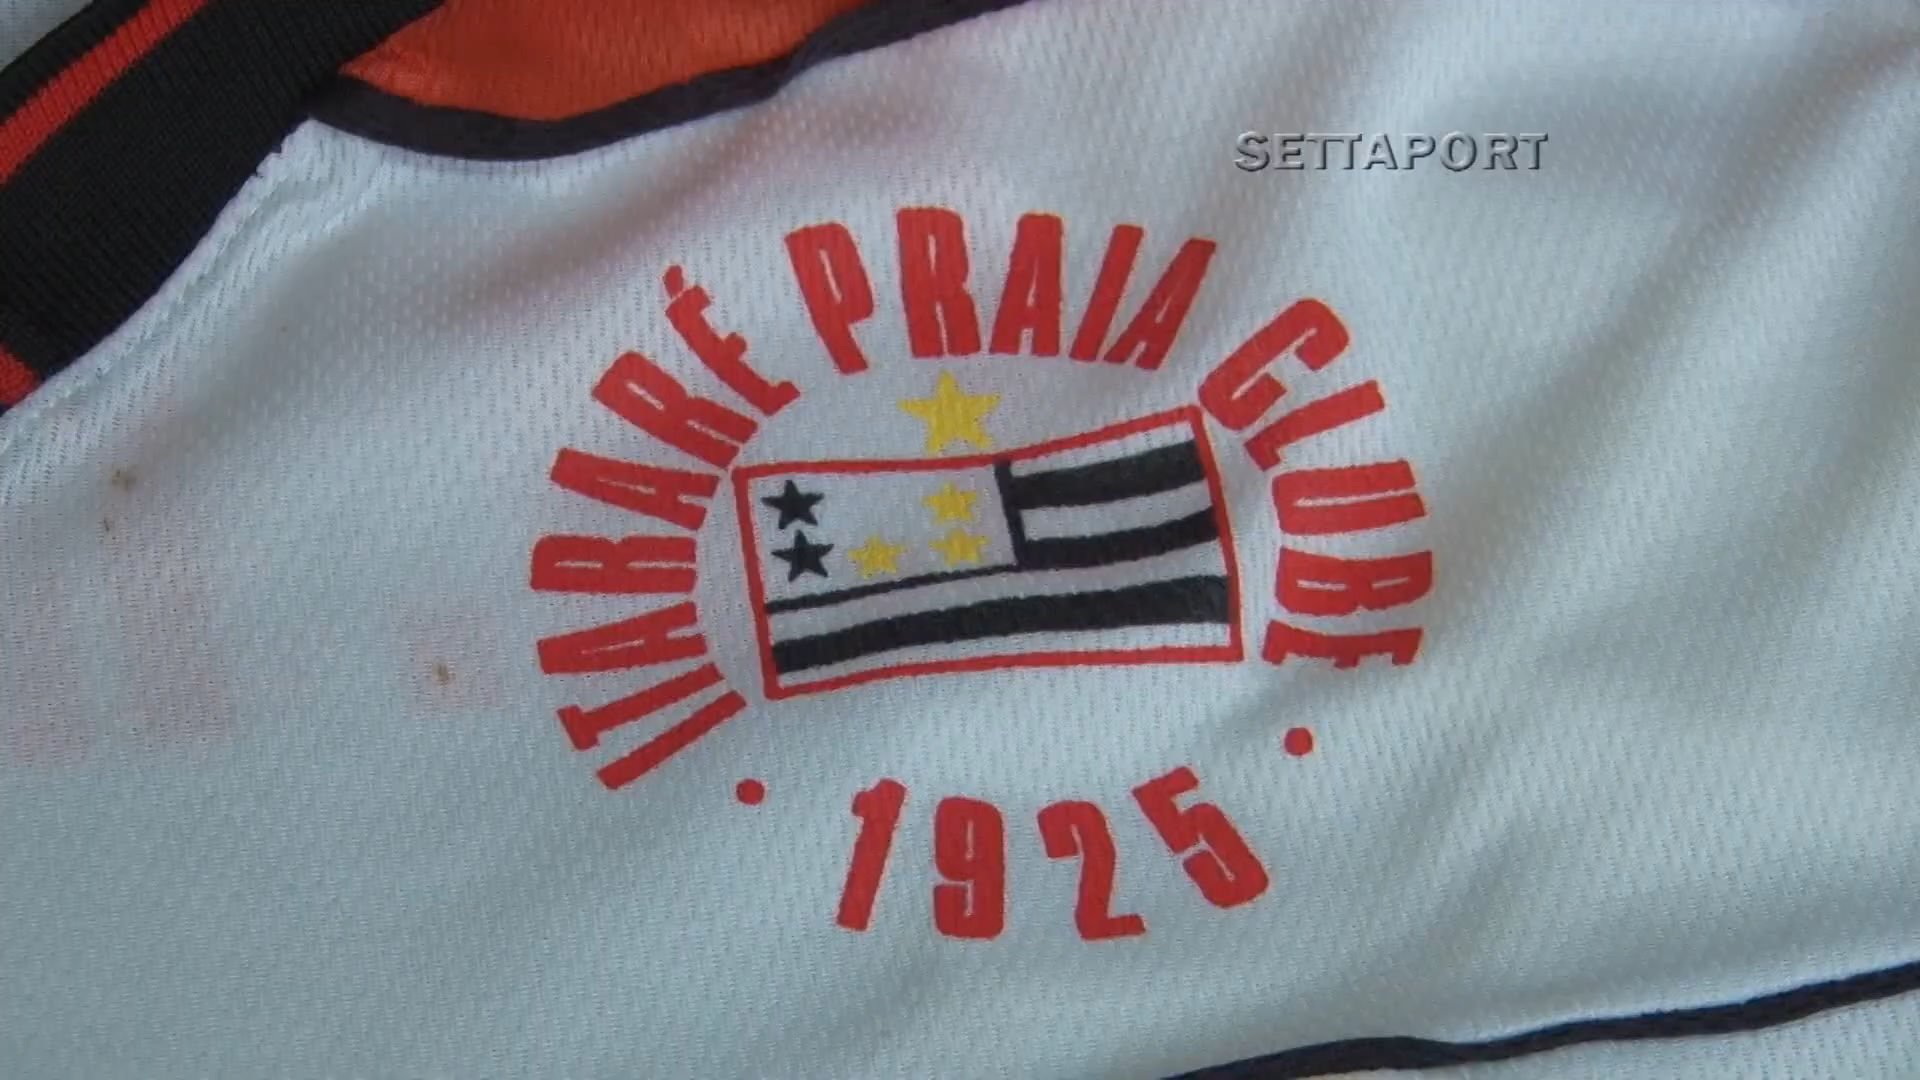 SETTAPORT
ITARARÉ PRAIA CLUBE
• 1925 •